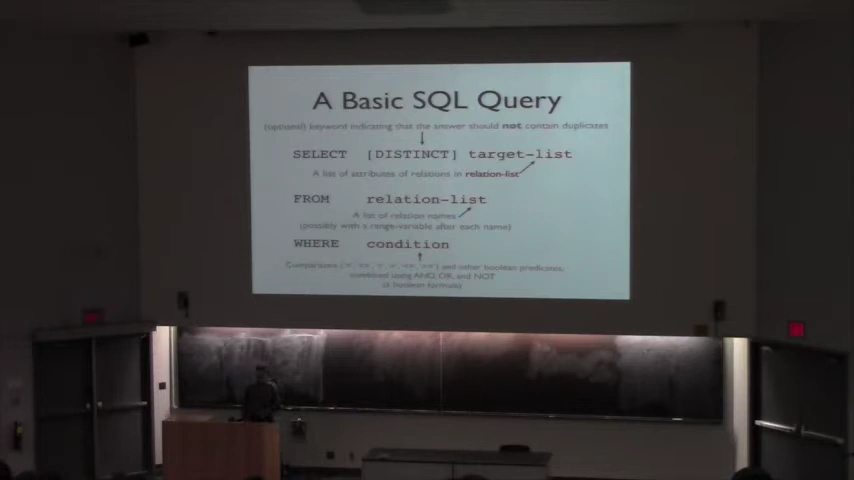 A Basic SQL Query
(optional) keyword indicating that the answer should not contain duplicates
SELECT [DISTINCT] target-list
A list of attributes of relations in relation-list
FROM relation-list
A list of relation names
(possibly with a range-variable after each name)
WHERE condition
Comparisons and other boolean predicates,
combined using AND, OR, and NOT
(a boolean formula)